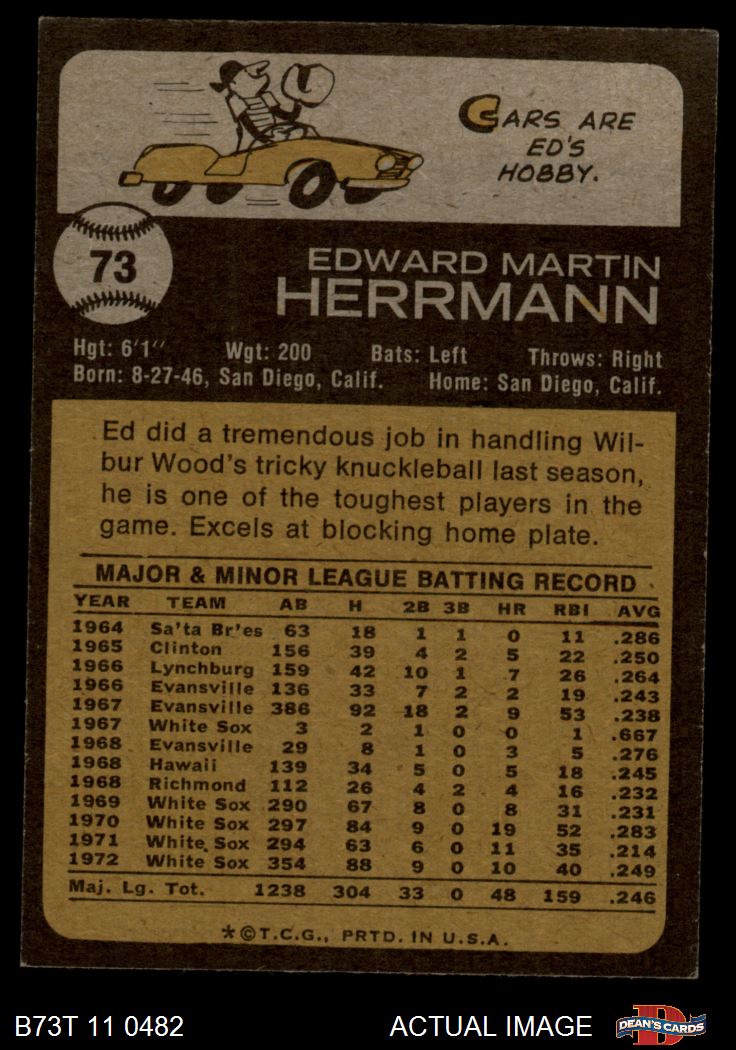 CARS ARE
ED'S
HOBBY.
73
EDWARD MARTIN
HERRMANN
Hgt: 6'1'' Wgt: 200 Bats: Left Throws: Right
Born: 8-27-46, San Diego, Calif. Home: San Diego, Calif.
Ed did a tremendous job in handling Wil-
bur Wood's tricky knuckleball last season,
he is one of the toughest players in the
game. Excels at blocking home plate.
MAJOR & MINOR LEAGUE BATTING RECORD
YEAR TEAM AB H 2B 3B HR RBI AVG
1964 Sa'ta Br'es 63 18 1 1 0 11 .286
1965 Clinton 156 39 4 2 5 22 .250
1966 Lynchburg 159 42 10 1 7 26 .264
1966 Evansville 136 33 7 2 2 19 .243
1967 Evansville 386 92 18 2 9 53 .238
1967 White Sox 3 2 1 0 0 1 .667
1968 Evansville 29 8 1 0 3 5 .276
1968 Hawaii 139 34 5 0 5 18 .245
1968 Richmond 112 26 4 2 4 16 .232
1969 White Sox 290 67 8 0 8 31 .231
1970 White Sox 297 84 9 0 19 52 .283
1971 White Sox 294 63 6 0 11 35 .214
1972 White Sox 354 88 9 0 10 40 .249
Maj. Lg. Tot. 1238 304 33 0 48 159 .246
*©T.C.G., PRTD. IN U.S.A.
B73T 11 0482 ACTUAL IMAGE DEAN'S CARDS